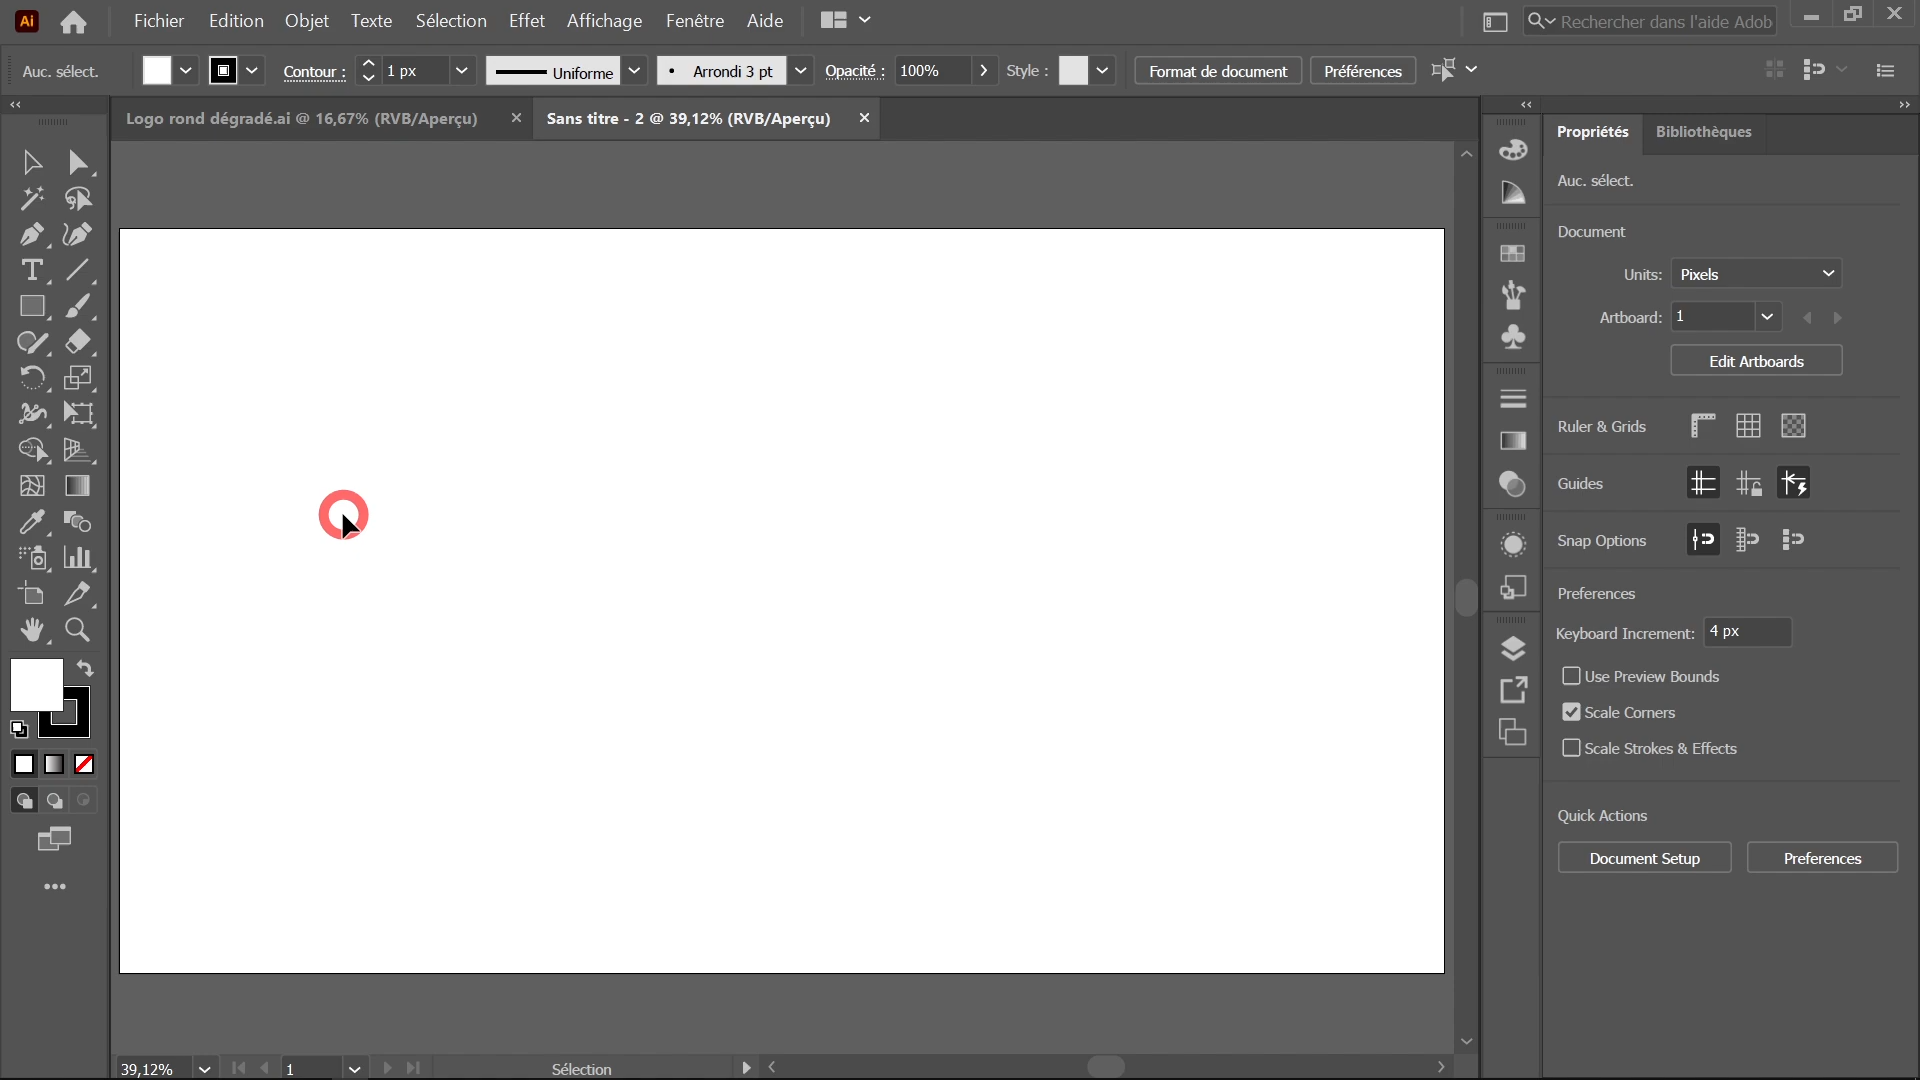 Ai Fichier Edition Objet Texte Sélection Effet Affichage Fenêtre Aide Rechercher dans l'aide Adob
Auc. sélect. Contour : 1 px Uniforme Arrondi 3 pt Opacité : 100% Style : Format de document Préférences
Logo rond dégradé.ai @ 16,67% (RVB/Aperçu) Sans titre - 2 @ 39,12% (RVB/Aperçu)
Propriétés Bibliothèques
Auc. sélect.
Document
Units: Pixels
Artboard: 1
Edit Artboards
Ruler & Grids
Guides
Snap Options
Preferences
Keyboard Increment: 4 px
Use Preview Bounds
Scale Corners
Scale Strokes & Effects
Quick Actions
Document Setup Preferences
39,12% 1 Sélection